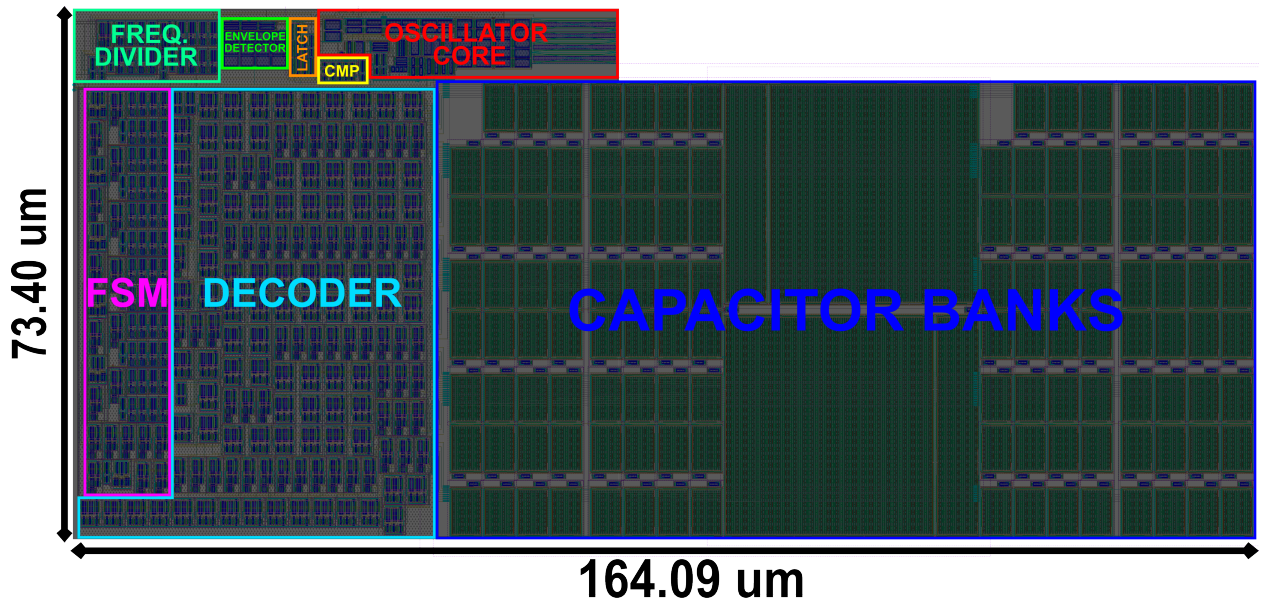 FREQ.
DIVIDER
ENVELOPE
DETECTOR
LATCH
OSCILLATOR
CORE
CMP
FSM
DECODER
CAPACITOR BANKS
73.40 um
164.09 um